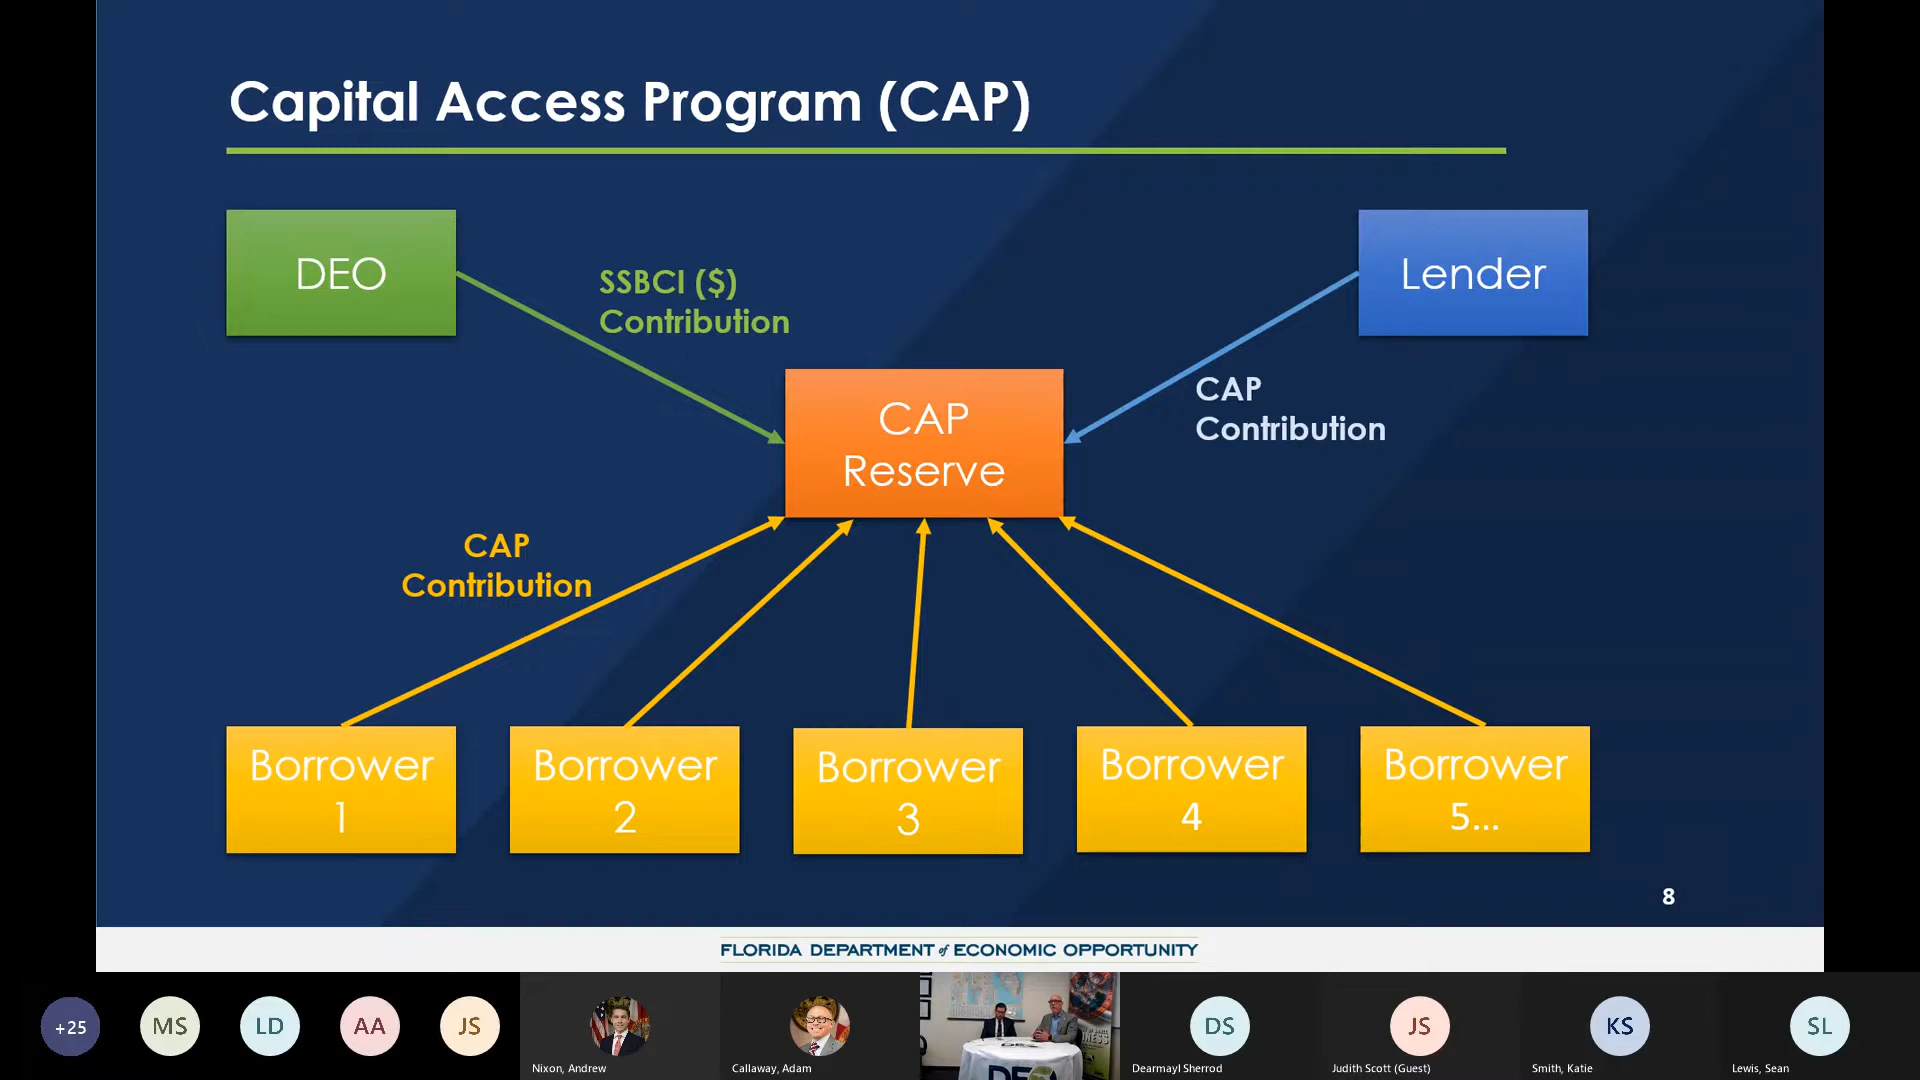 Capital Access Program (CAP)
DEO
SSBCI ($)
Contribution
Lender
CAP
Reserve
CAP
Contribution
CAP
Contribution
Borrower
1
Borrower
2
Borrower
3
Borrower
4
Borrower
5...
8
FLORIDA DEPARTMENT of ECONOMIC OPPORTUNITY
+25
MS
LD
AA
JS
Nixon, Andrew
Callaway, Adam
DEO
DS
Dearmayl Sherrod
JS
Judith Scott (Guest)
KS
Smith, Katie
SL
Lewis, Sean